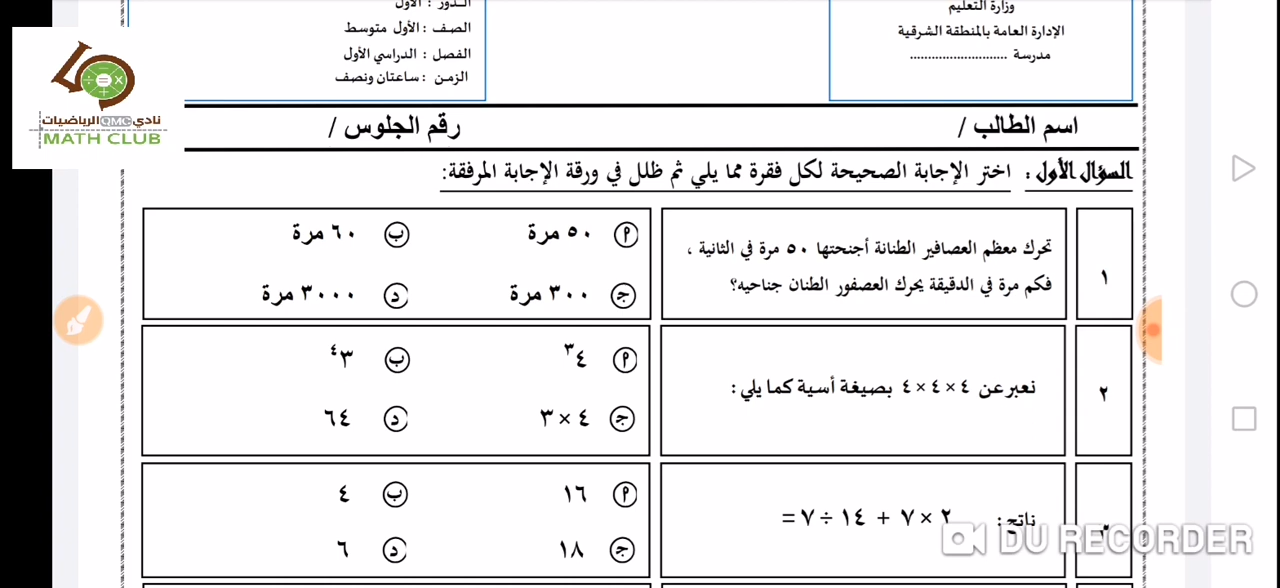 وزارة التعليم
الإدارة العامة بالمنطقة الشرقية
مدرسة ...........................
الدور : الأول
الصف : الأول متوسط
الفصل : الدراسي الأول
الزمن : ساعتان ونصف
نادي QMC الرياضيات
MATH CLUB
اسم الطالب / رقم الجلوس /
السؤال الأول : اختر الإجابة الصحيحة لكل فقرة مما يلي ثم ظلل في ورقة الإجابة المرفقة:
١
تحرك معظم العصافير الطنانة أجنحتها ٥٠ مرة في الثانية ،
فكم مرة في الدقيقة يحرك العصفور الطنان جناحيه؟
أ ٥٠ مرة ب ٦٠ مرة
ج ٣٠٠ مرة د ٣٠٠٠ مرة
٢
نعبر عن ٤ × ٤ × ٤ بصيغة أسية كما يلي :
أ ٤³ ب ٣⁴
ج ٤ × ٣ د ٦٤
٣
ناتج : ٢ × ٧ + ١٤ ÷ ٧ =
أ ١٦ ب ٤
ج ١٨ د ٦
DU RECORDER